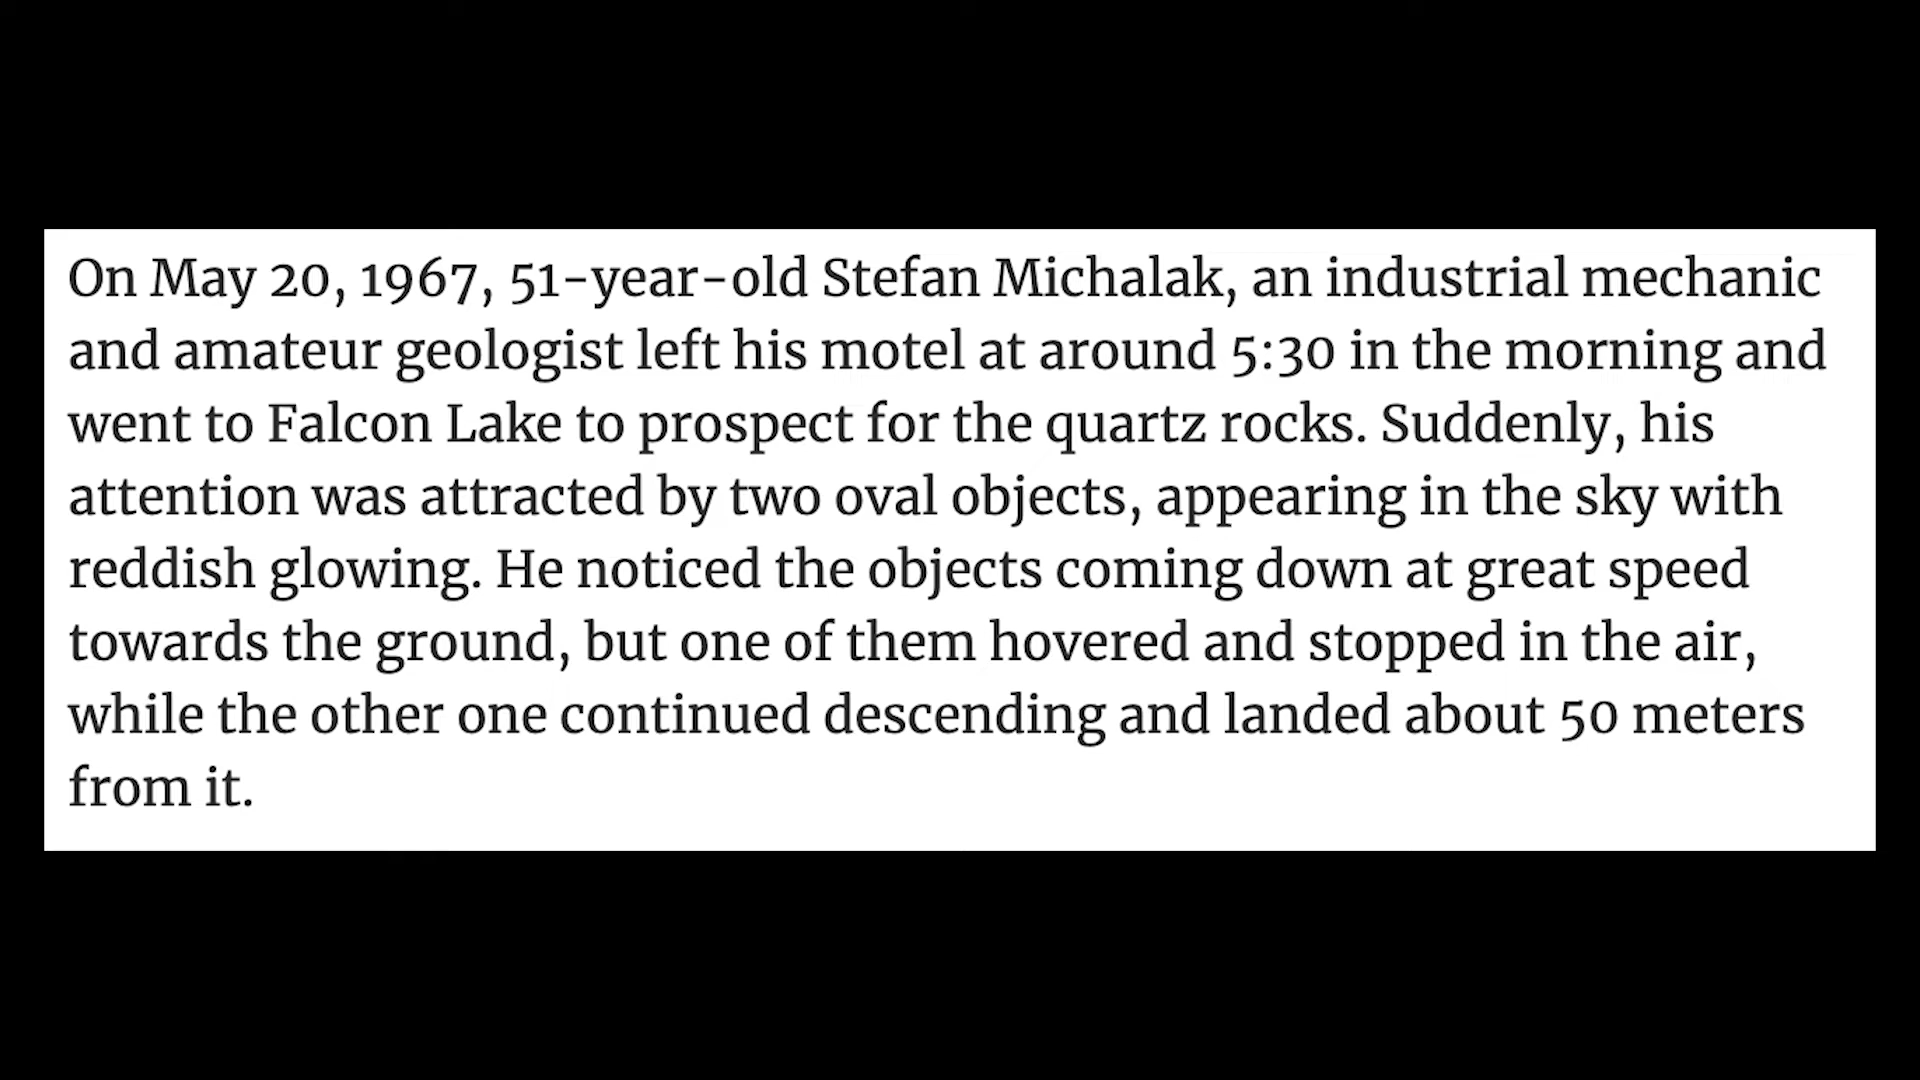 On May 20, 1967, 51-year-old Stefan Michalak, an industrial mechanic
and amateur geologist left his motel at around 5:30 in the morning and
went to Falcon Lake to prospect for the quartz rocks. Suddenly, his
attention was attracted by two oval objects, appearing in the sky with
reddish glowing. He noticed the objects coming down at great speed
towards the ground, but one of them hovered and stopped in the air,
while the other one continued descending and landed about 50 meters
from it.